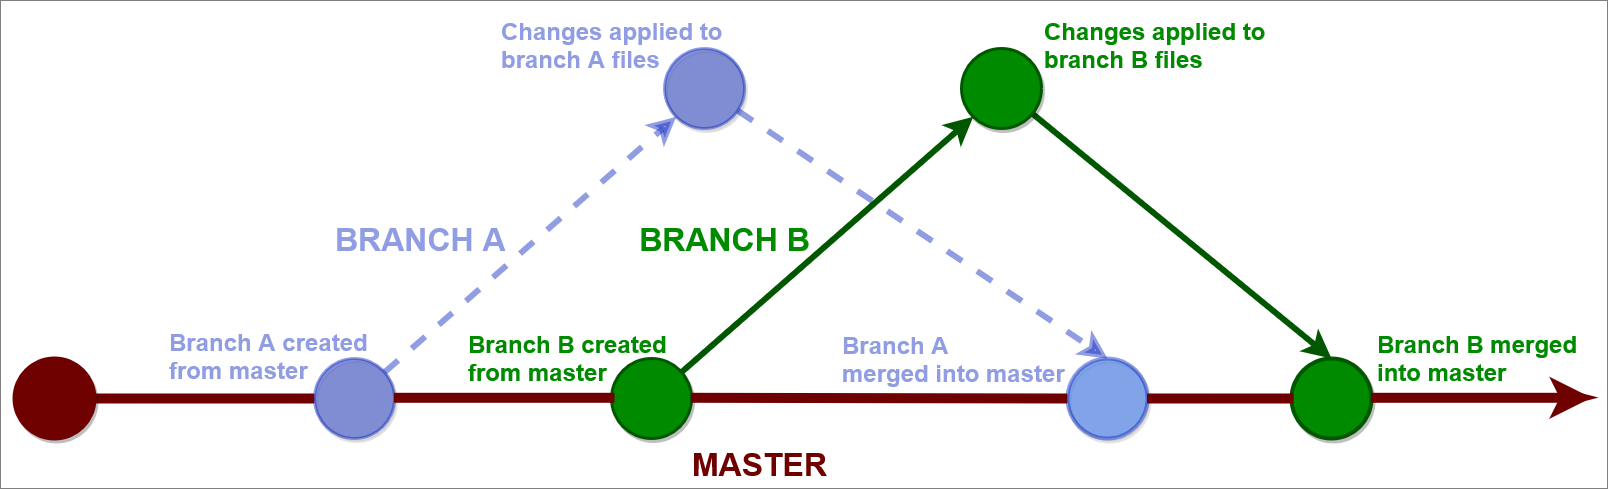 Changes applied to
branch A files
Changes applied to
branch B files
BRANCH A
BRANCH B
Branch A created
from master
Branch B created
from master
Branch A
merged into master
Branch B merged
into master
MASTER